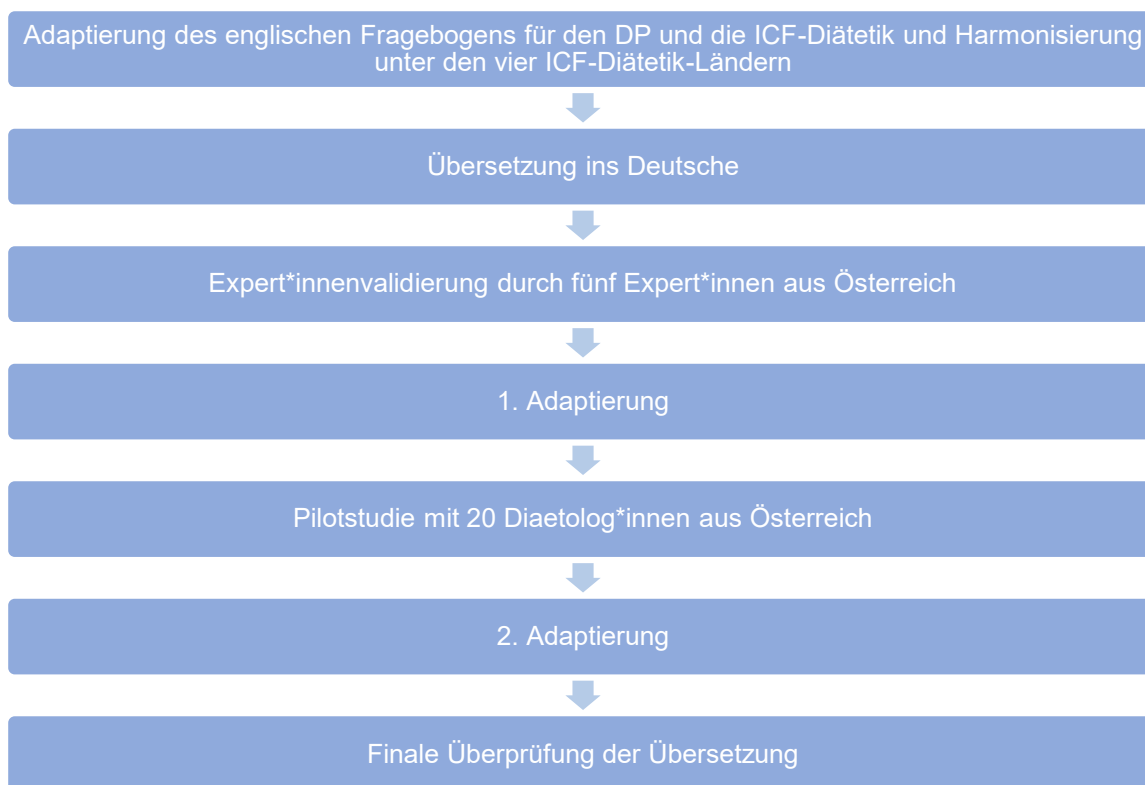 Adaptierung des englischen Fragebogens für den DP und die ICF-Diätetik und Harmonisierung
unter den vier ICF-Diätetik-Ländern
Übersetzung ins Deutsche
Expert*innenvalidierung durch fünf Expert*innen aus Österreich
1. Adaptierung
Pilotstudie mit 20 Diaetolog*innen aus Österreich
2. Adaptierung
Finale Überprüfung der Übersetzung